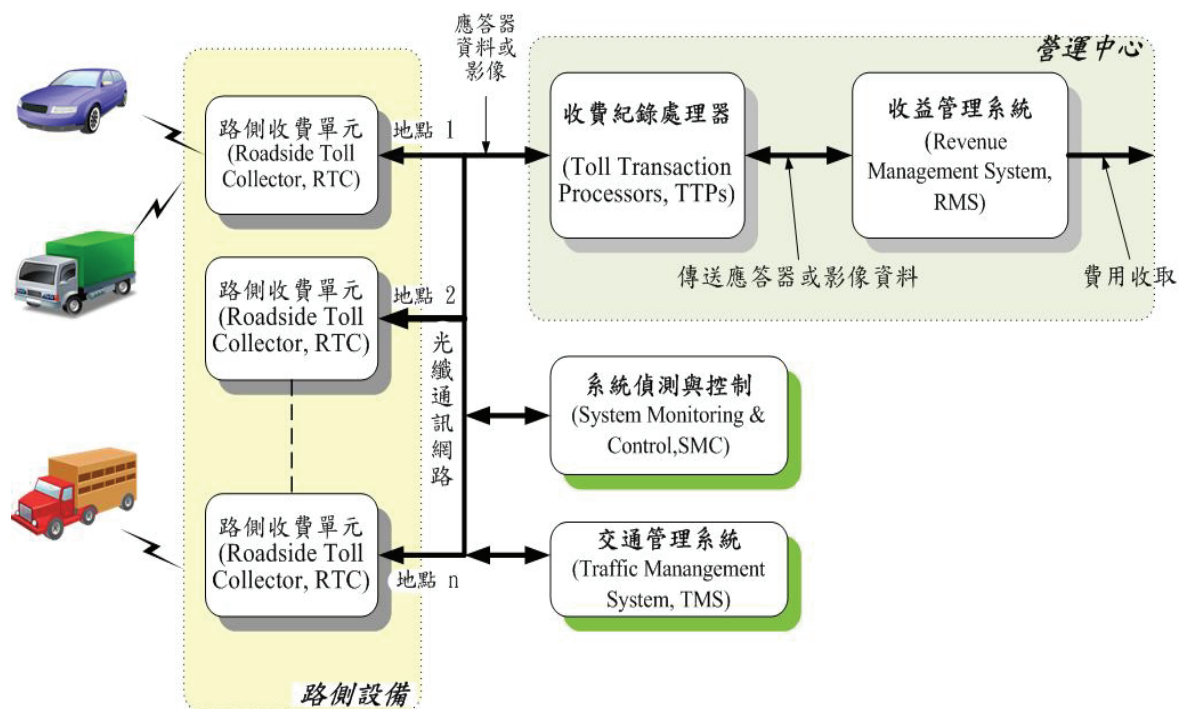 應答器
資料或
影像
營運中心
路側收費單元
(Roadside Toll
Collector, RTC)
地點 1
收費紀錄處理器
(Toll Transaction
Processors, TTPs)
收益管理系統
(Revenue
Management System,
RMS)
傳送應答器或影像資料
費用收取
路側收費單元
(Roadside Toll
Collector, RTC)
地點 2
光纖通訊網路
系統偵測與控制
(System Monitoring &
Control,SMC)
路側收費單元
(Roadside Toll
Collector, RTC)
地點 n
交通管理系統
(Traffic Manangement
System, TMS)
路側設備